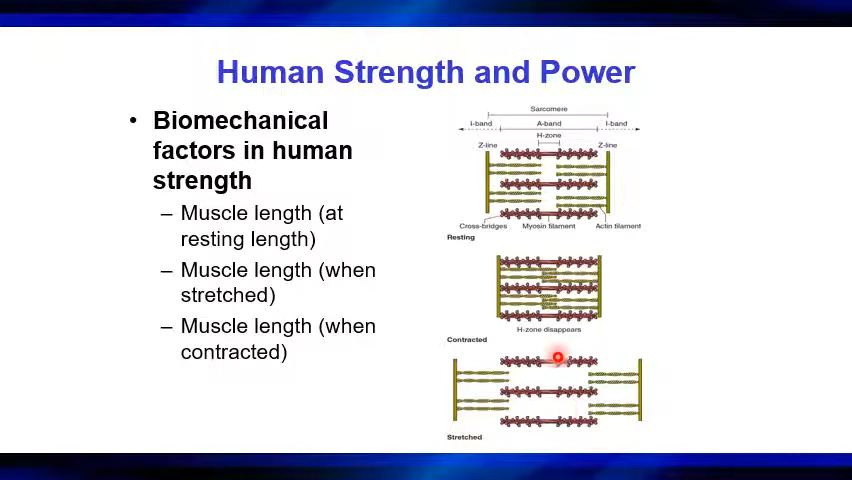 Human Strength and Power
• Biomechanical
factors in human
strength
– Muscle length (at
resting length)
– Muscle length (when
stretched)
– Muscle length (when
contracted)
Sarcomere
I-band A-band I-band
H-zone
Z-line Z-line
Cross-bridges Myosin filament Actin filament
Resting
H-zone disappears
Contracted
Stretched